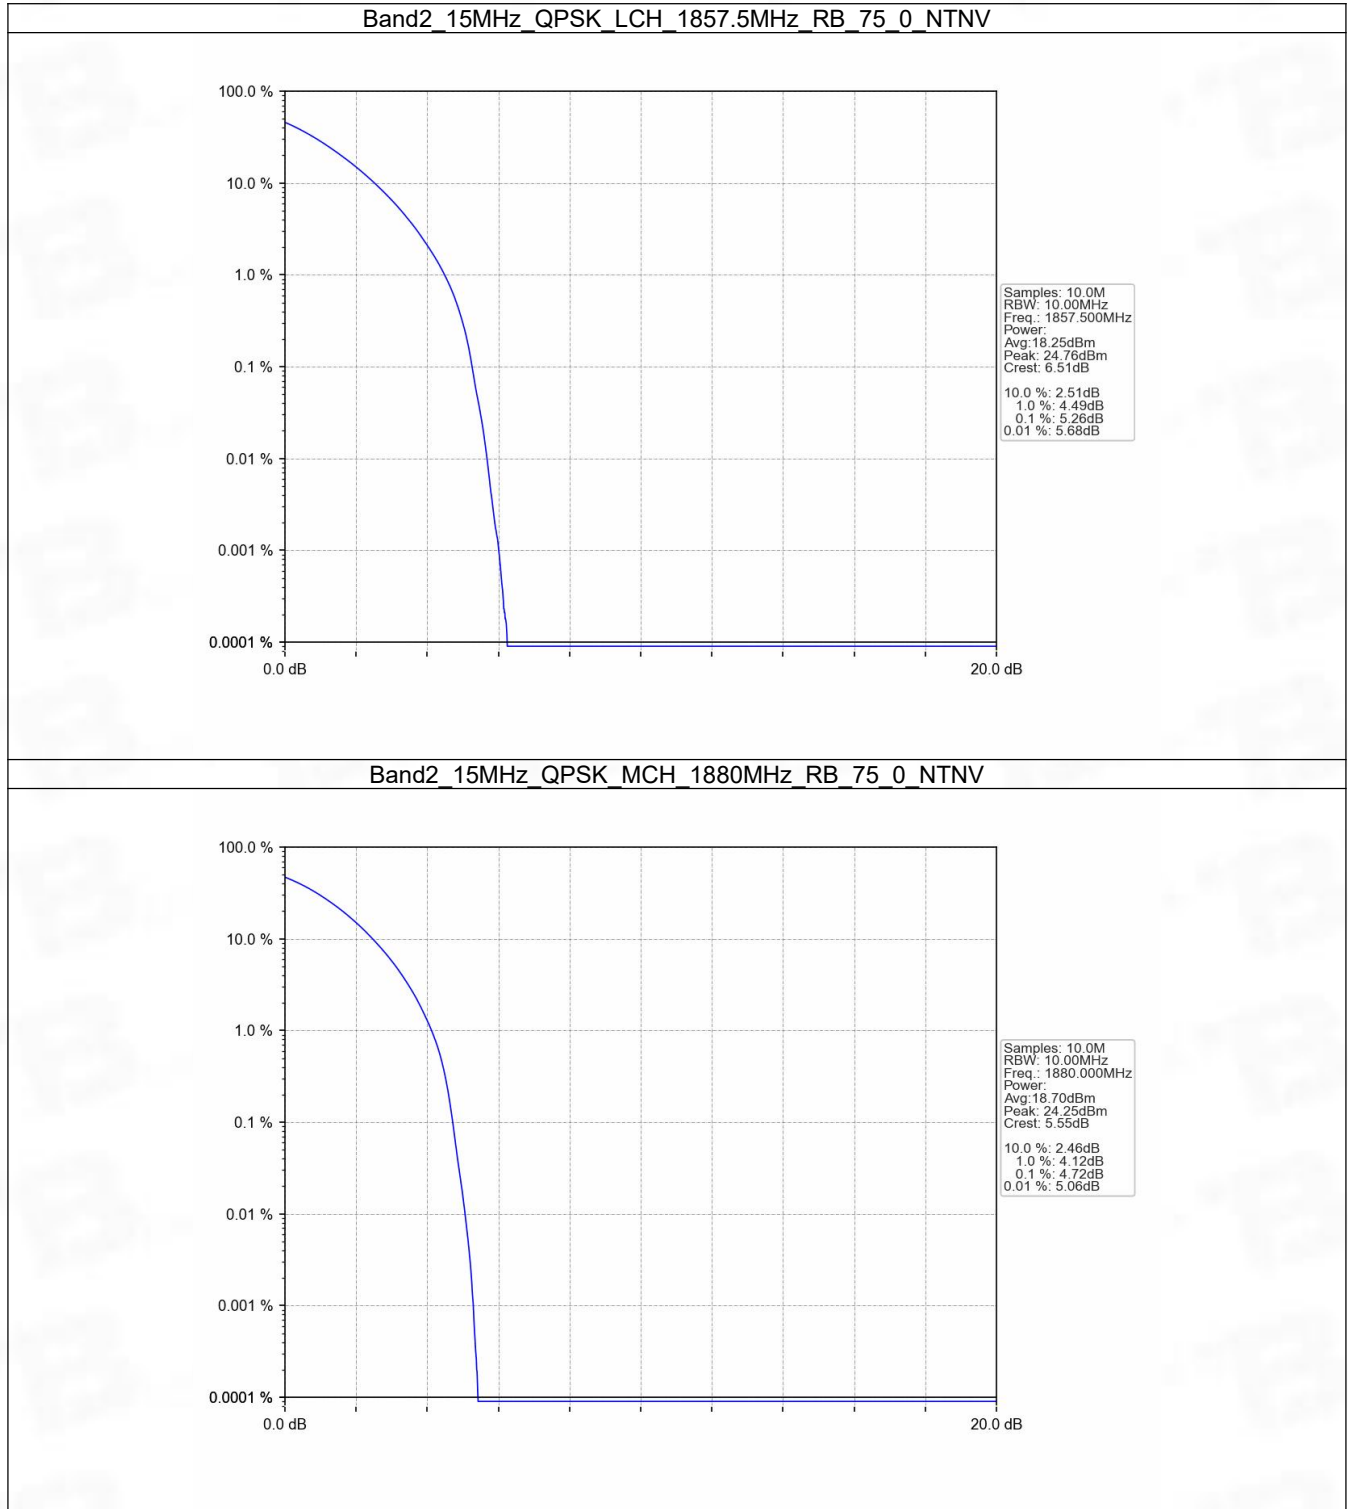 Band2_15MHz_QPSK_LCH_1857.5MHz_RB_75_0_NTNV
100.0 %
10.0 %
1.0 %
0.1 %
0.01 %
0.001 %
0.0001 %
0.0 dB
20.0 dB
Samples: 10.0M
RBW: 10.00MHz
Freq.: 1857.500MHz
Power:
Avg:18.25dBm
Peak: 24.76dBm
Crest: 6.51dB
10.0 %: 2.51dB
1.0 %: 4.49dB
0.1 %: 5.26dB
0.01 %: 5.68dB
Band2_15MHz_QPSK_MCH_1880MHz_RB_75_0_NTNV
100.0 %
10.0 %
1.0 %
0.1 %
0.01 %
0.001 %
0.0001 %
0.0 dB
20.0 dB
Samples: 10.0M
RBW: 10.00MHz
Freq.: 1880.000MHz
Power:
Avg:18.70dBm
Peak: 24.25dBm
Crest: 5.55dB
10.0 %: 2.46dB
1.0 %: 4.12dB
0.1 %: 4.72dB
0.01 %: 5.06dB